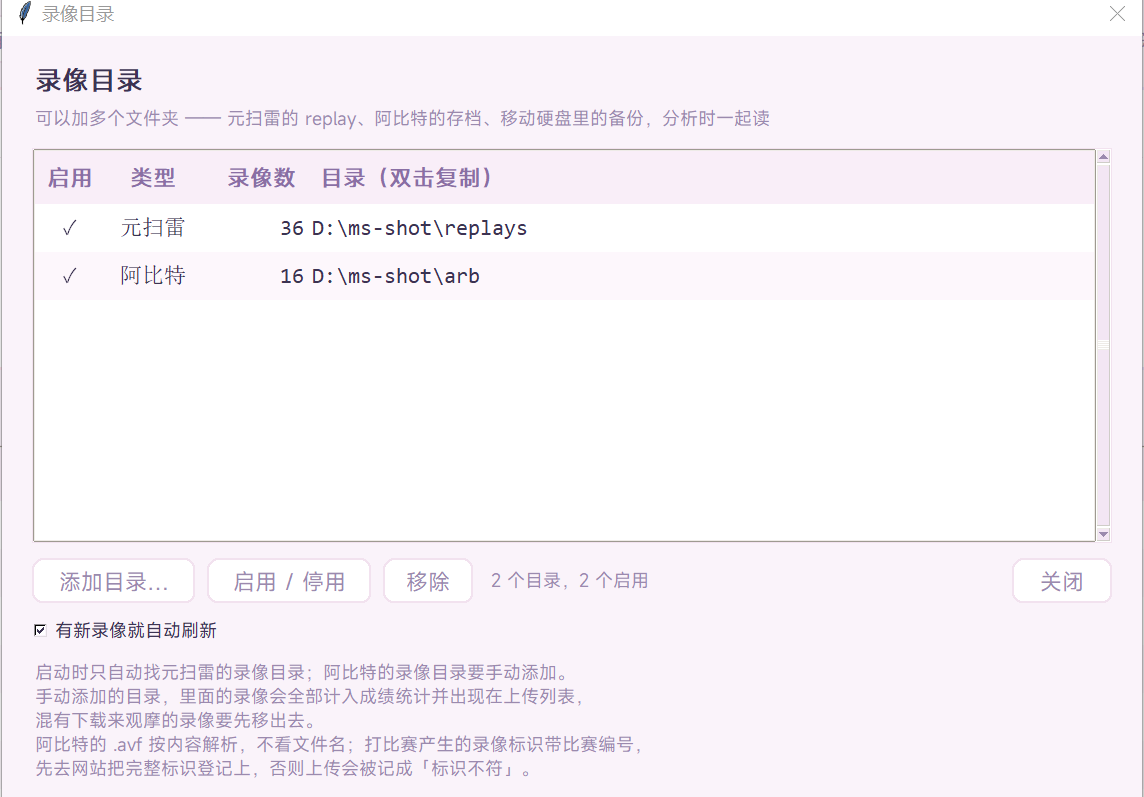 录像目录
录像目录
可以加多个文件夹 —— 元扫雷的 replay、阿比特的存档、移动硬盘里的备份，分析时一起读
启用 类型 录像数 目录（双击复制）
✓ 元扫雷 36 D:\ms-shot\replays
✓ 阿比特 16 D:\ms-shot\arb
添加目录... 启用 / 停用 移除 2 个目录，2 个启用 关闭
有新录像就自动刷新
启动时只自动找元扫雷的录像目录；阿比特的录像目录要手动添加。
手动添加的目录，里面的录像会全部计入成绩统计并出现在上传列表，
混有下载来观摩的录像要先移出去。
阿比特的 .avf 按内容解析，不看文件名；打比赛产生的录像标识带比赛编号，
先去网站把完整标识登记上，否则上传会被记成「标识不符」。